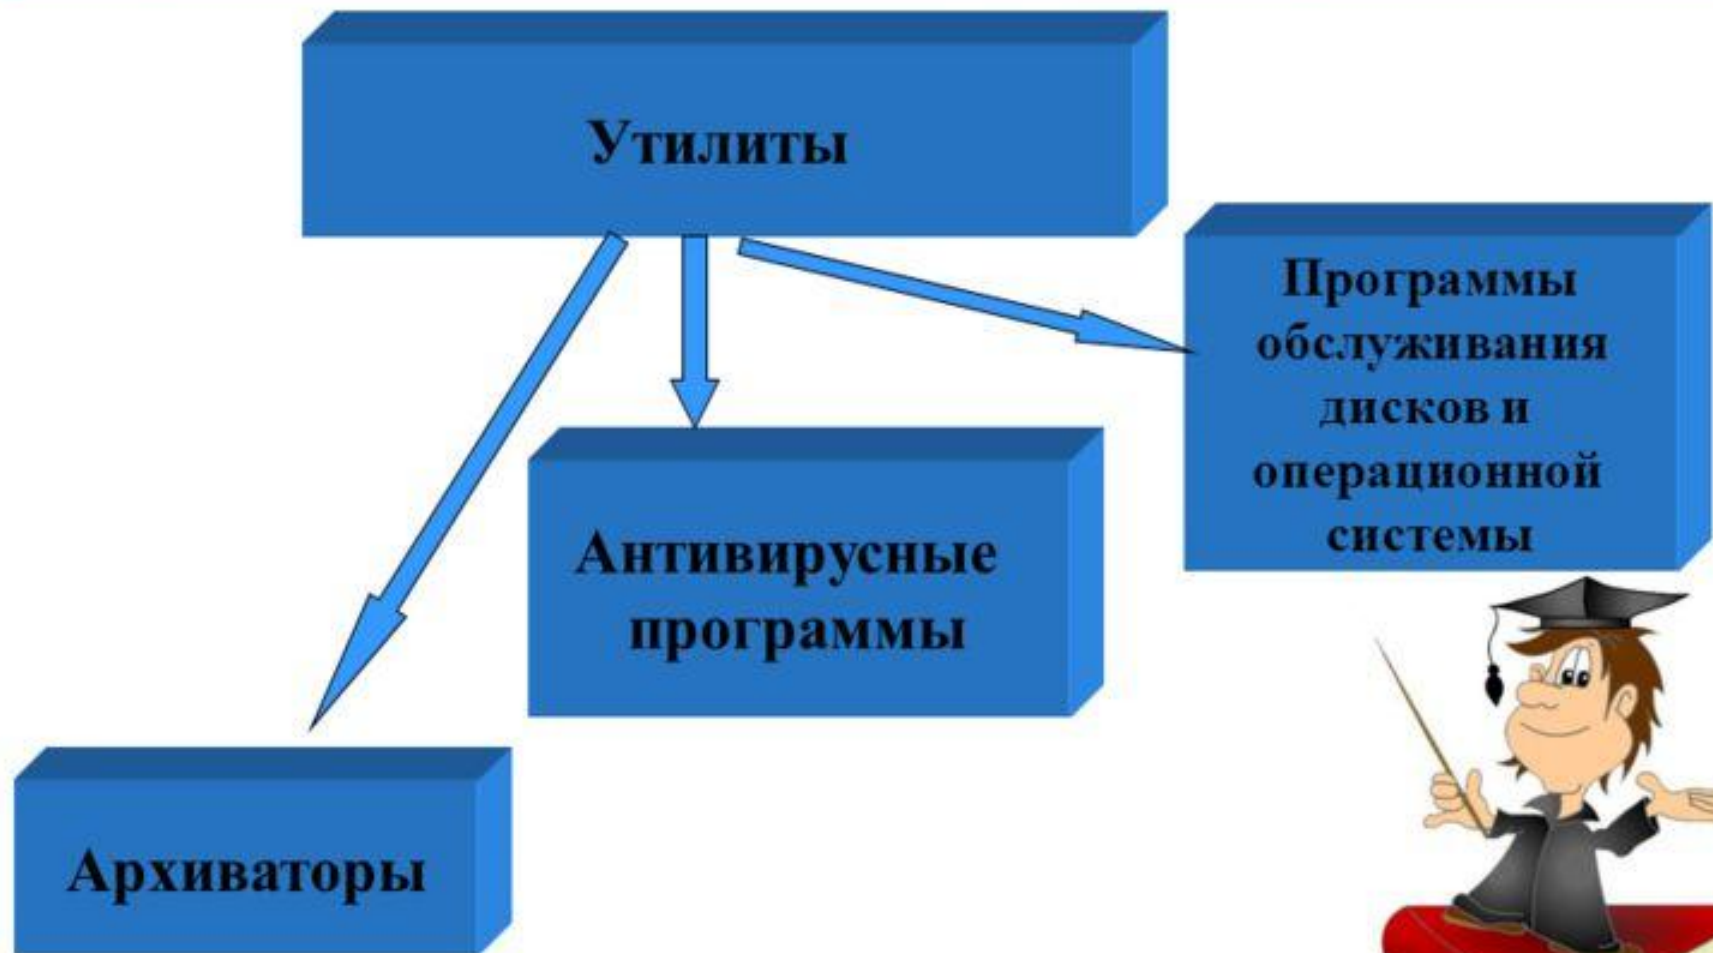 Утилиты
Программы
обслуживания
дисков и
операционной
системы
Антивирусные
программы
Архиваторы